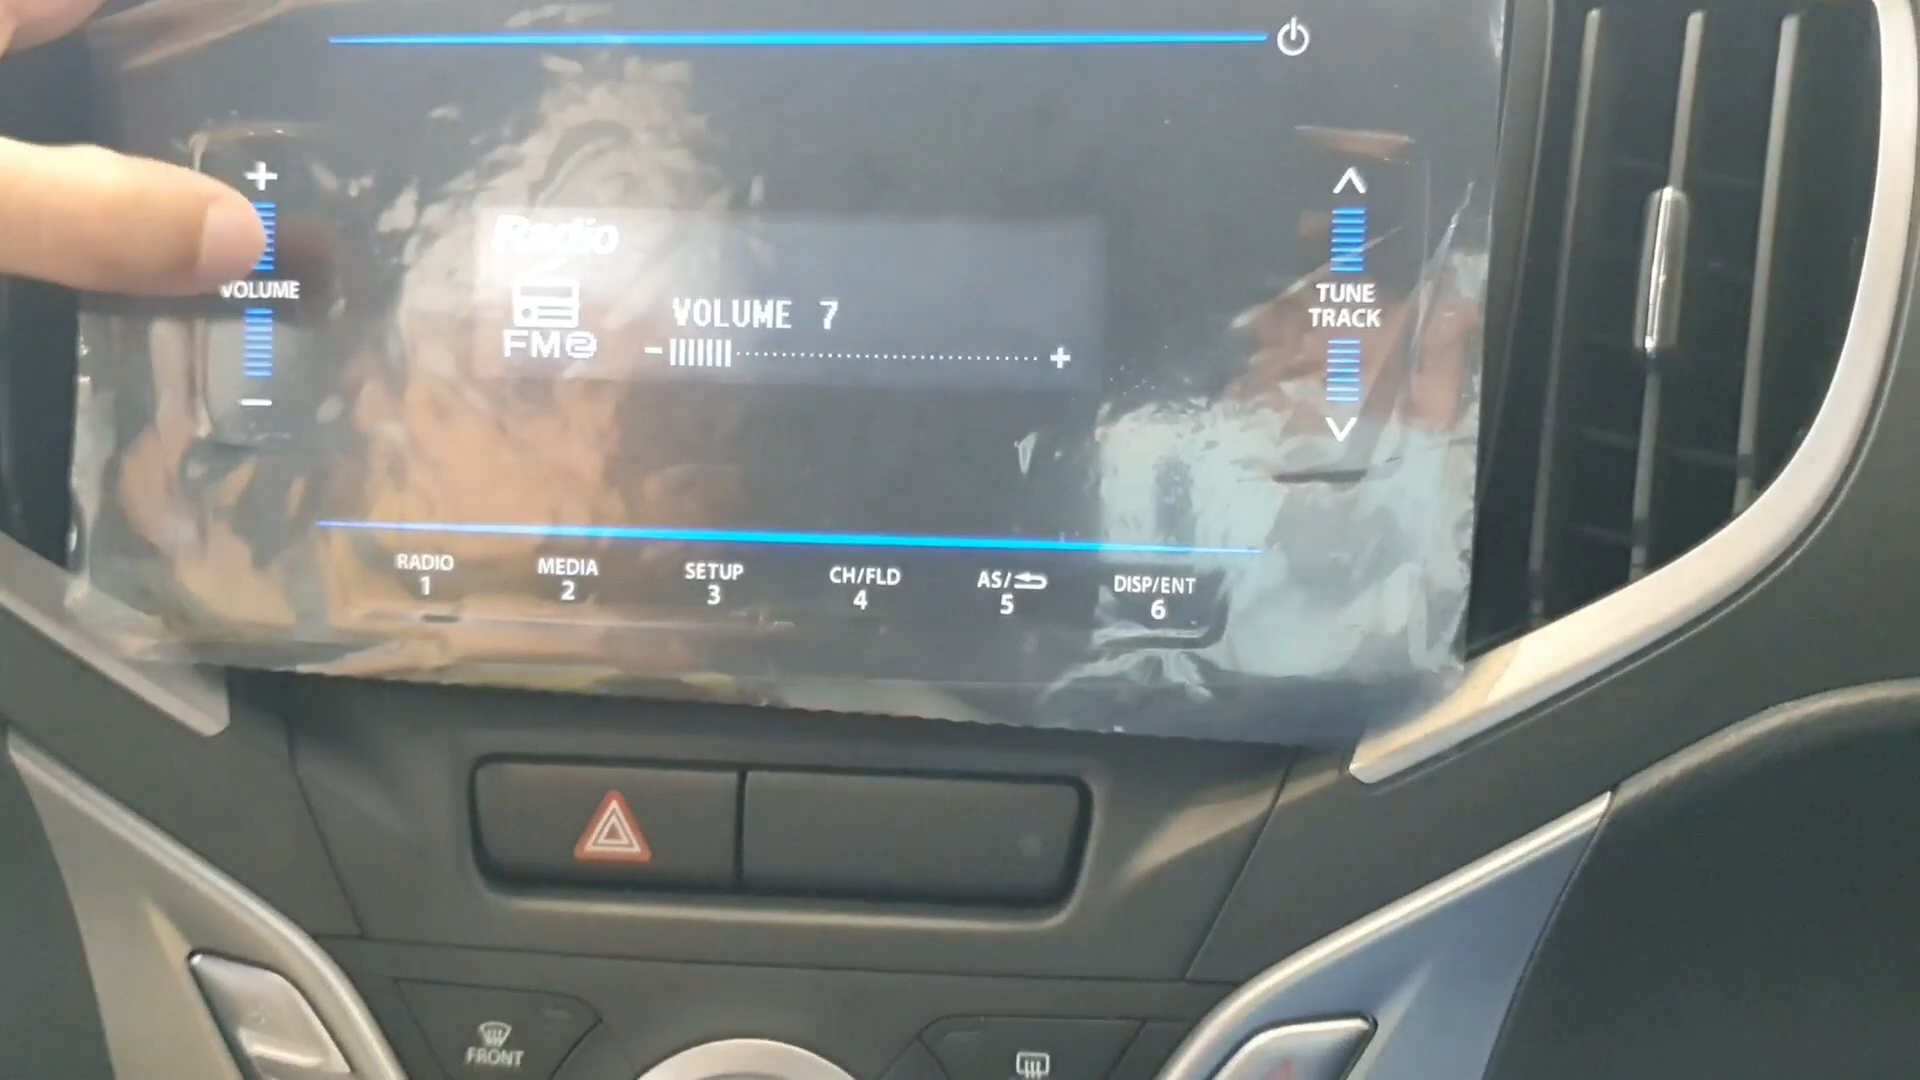 +
VOLUME
−
Radio
FM2
VOLUME 7
− +
TUNE
TRACK
RADIO
1
MEDIA
2
SETUP
3
CH/FLD
4
AS/
5
DISP/ENT
6
FRONT